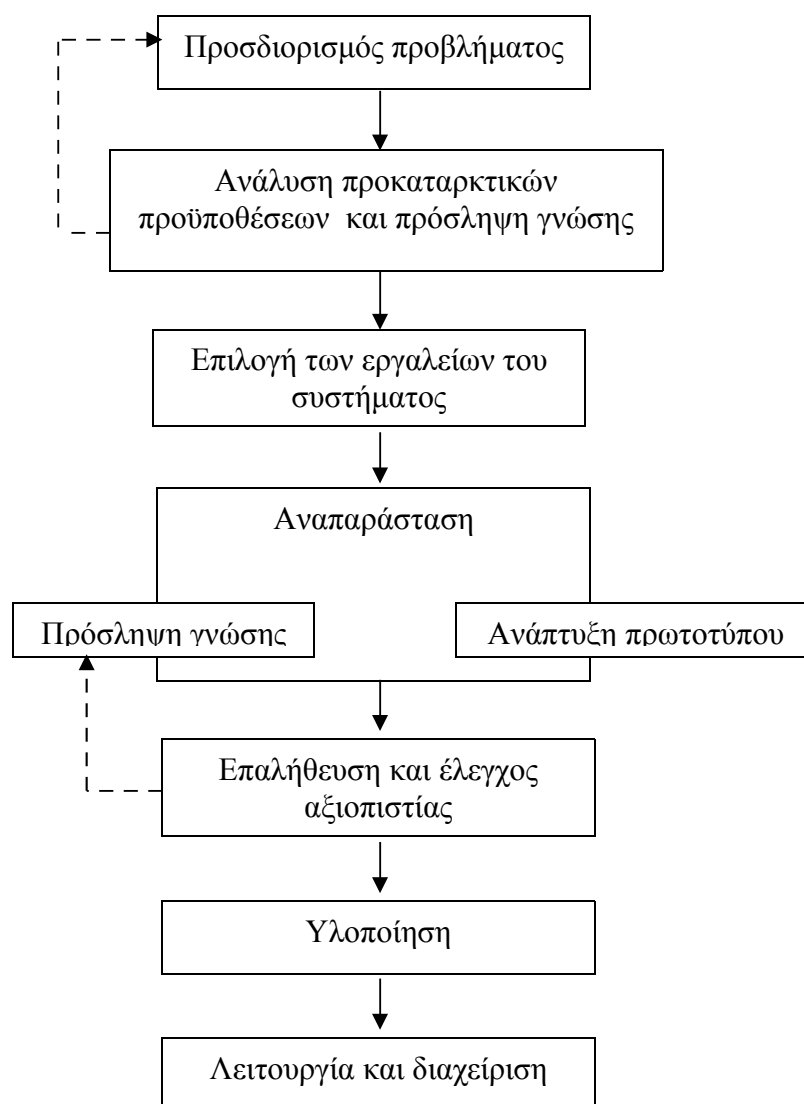 Προσδιορισμός προβλήματος
Ανάλυση προκαταρκτικών
προϋποθέσεων και πρόσληψη γνώσης
Επιλογή των εργαλείων του
συστήματος
Αναπαράσταση
Πρόσληψη γνώσης
Ανάπτυξη πρωτοτύπου
Επαλήθευση και έλεγχος
αξιοπιστίας
Υλοποίηση
Λειτουργία και διαχείριση